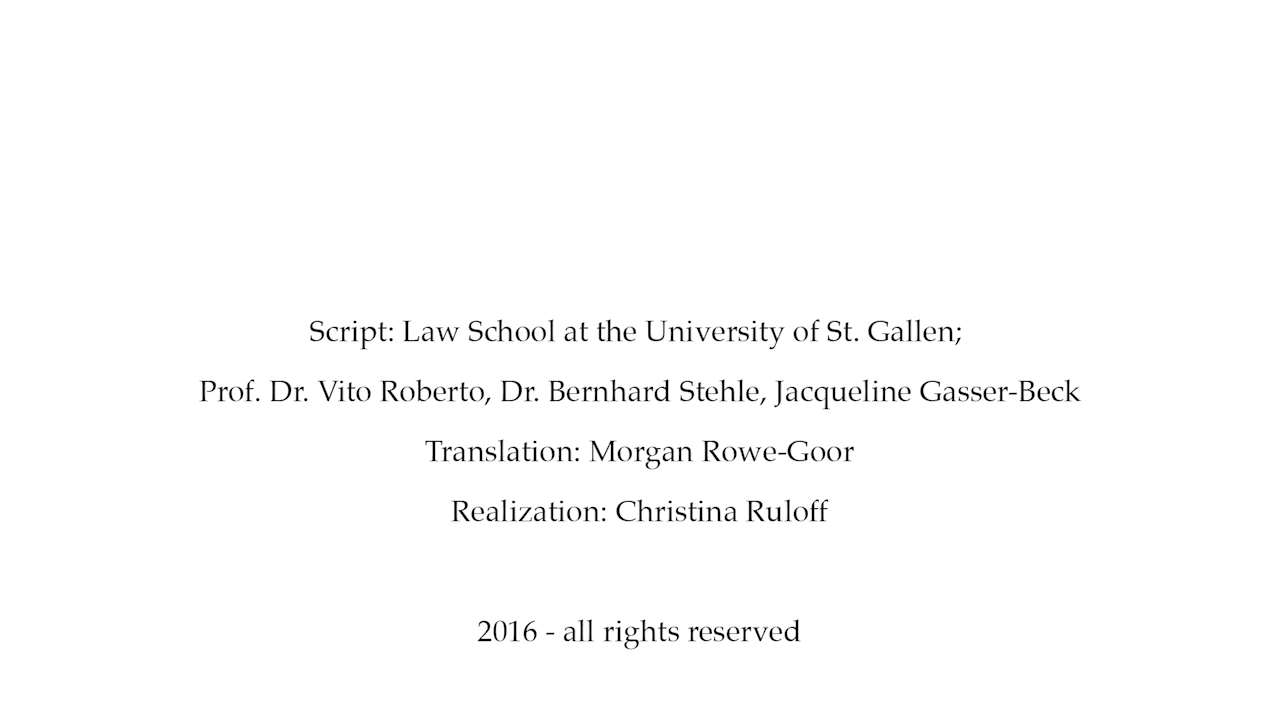 Script: Law School at the University of St. Gallen;
Prof. Dr. Vito Roberto, Dr. Bernhard Stehle, Jacqueline Gasser-Beck
Translation: Morgan Rowe-Goor
Realization: Christina Ruloff
2016 - all rights reserved